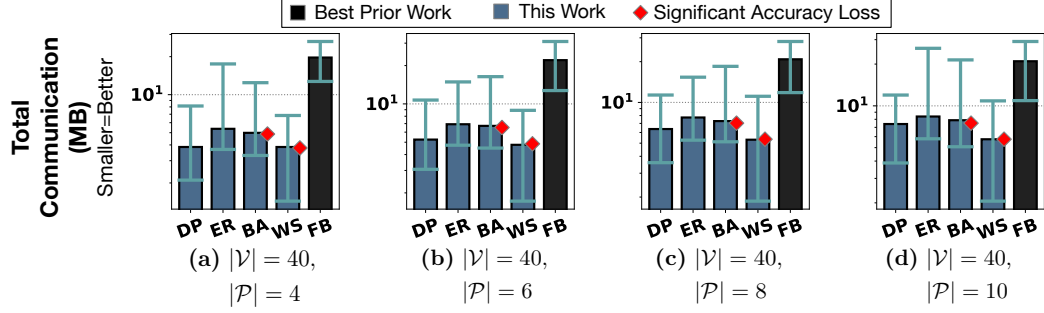 Best Prior Work This Work Significant Accuracy Loss
Total
Communication
(MB)
Smaller=Better
10¹ 10¹ 10¹ 10¹
DP ER BA WS FB DP ER BA WS FB DP ER BA WS FB DP ER BA WS FB
(a) |𝒱| = 40, (b) |𝒱| = 40, (c) |𝒱| = 40, (d) |𝒱| = 40,
|𝒫| = 4 |𝒫| = 6 |𝒫| = 8 |𝒫| = 10